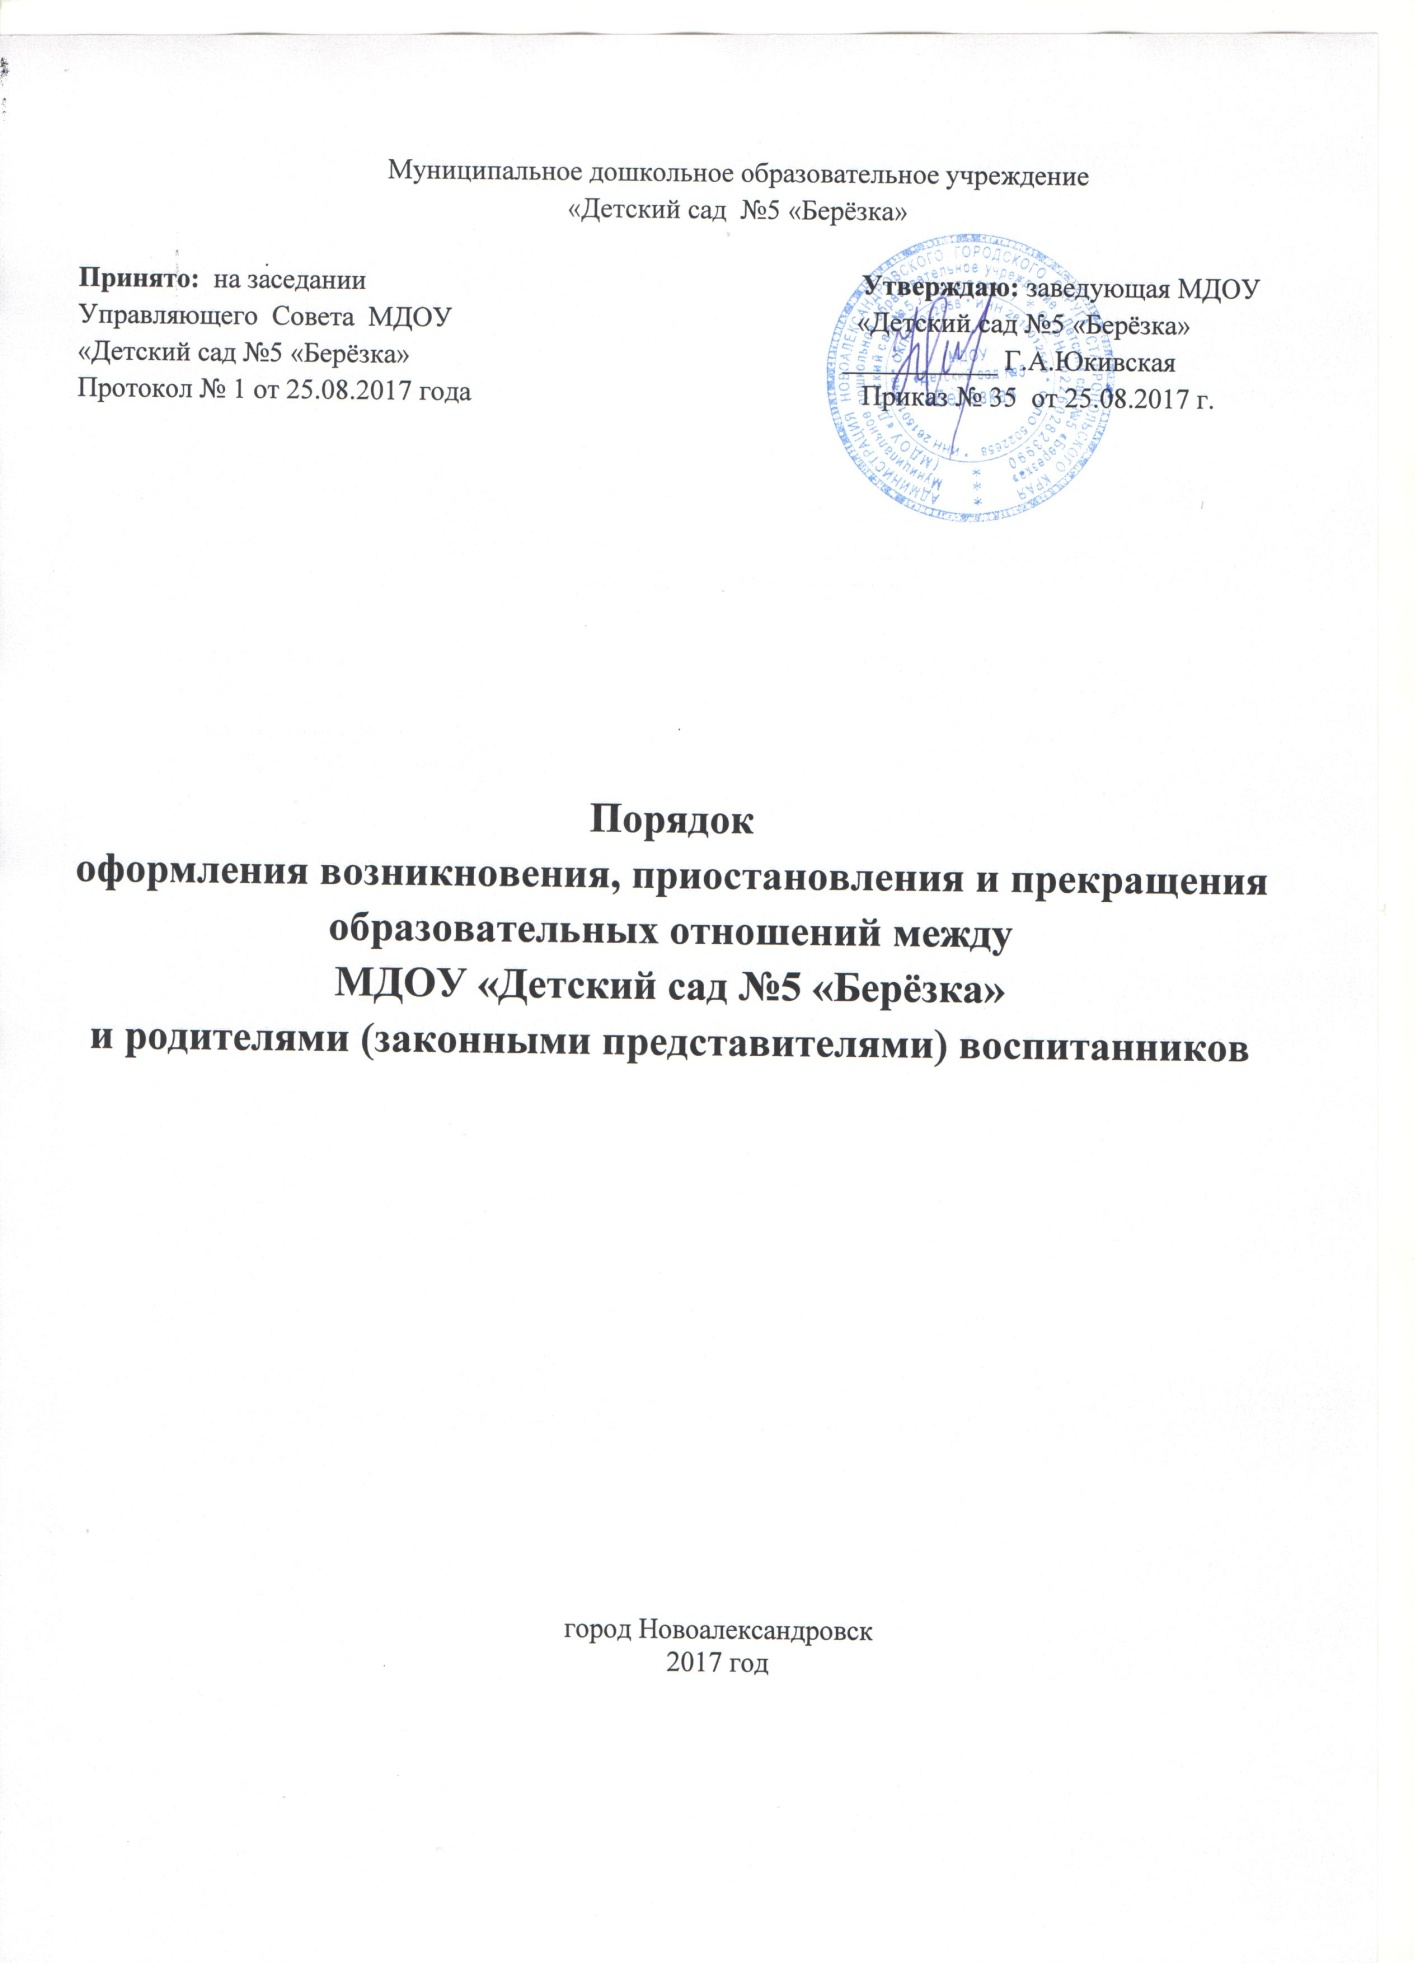 Муниципальное дошкольное образовательное учреждение
«Детский сад №5 «Берёзка»
Принято: на заседании
Управляющего Совета МДОУ
«Детский сад №5 «Берёзка»
Протокол № 1 от 25.08.2017 года
Утверждаю: заведующая МДОУ
«Детский сад №5 «Берёзка»
Г.А.Юкивская
Приказ № 35 от 25.08.2017 г.
Порядок
оформления возникновения, приостановления и прекращения
образовательных отношений между
МДОУ «Детский сад №5 «Берёзка»
и родителями (законными представителями) воспитанников
город Новоалександровск
2017 год